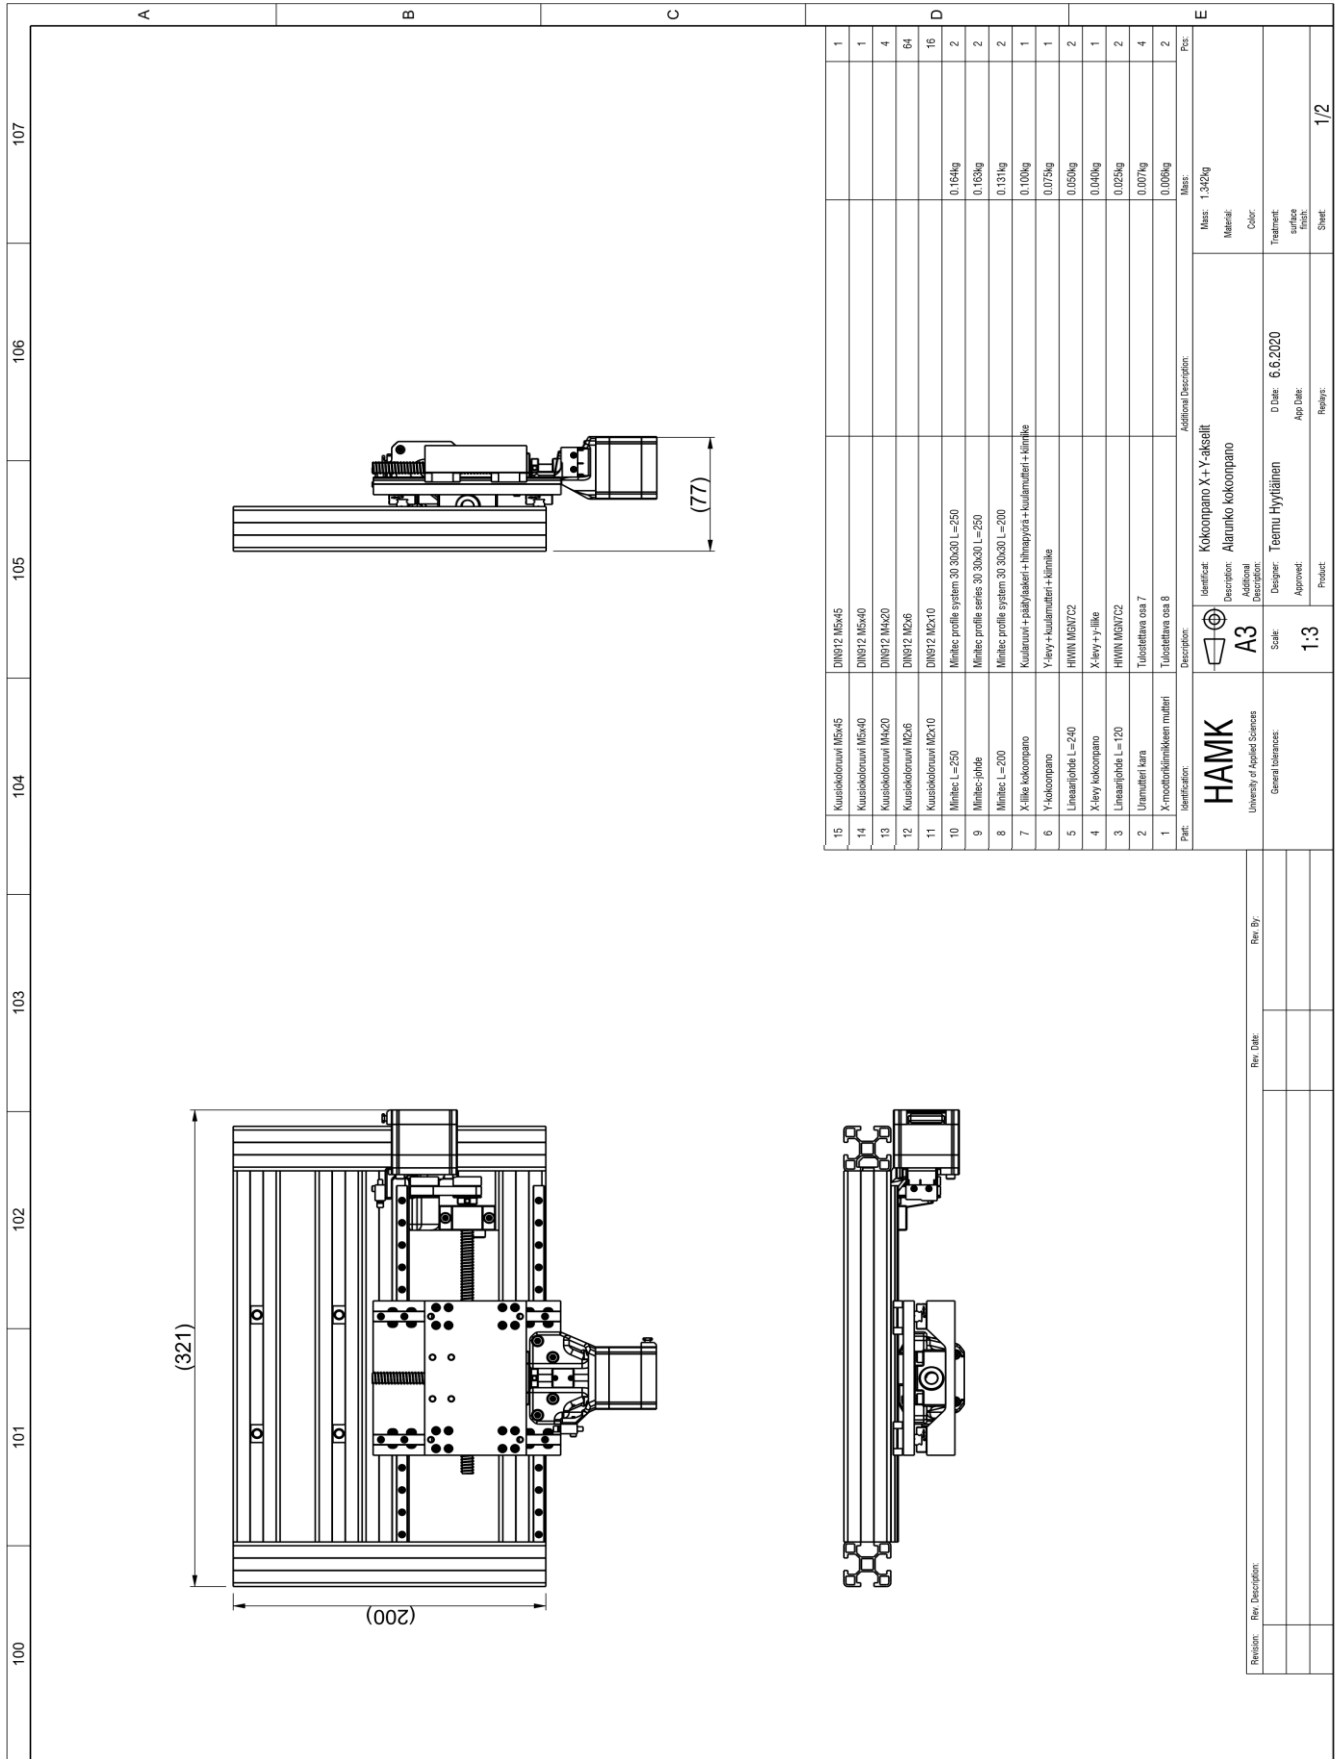 100 101 102 103 104 105 106 107
A
B
C
D
E
(321)
(200)
(77)
15 Kuusiokoloruuvi M5x45 DIN912 M5x45 1
14 Kuusiokoloruuvi M5x40 DIN912 M5x40 1
13 Kuusiokoloruuvi M4x20 DIN912 M4x20 4
12 Kuusiokoloruuvi M2x6 DIN912 M2x6 64
11 Kuusiokoloruuvi M2x10 DIN912 M2x10 16
10 Minitec L=250 Minitec profile system 30 30x30 L=250 0.164kg 2
9 Minitec-johde Minitec profile series 30 30x30 L=250 0.163kg 2
8 Minitec L=200 Minitec profile system 30 30x30 L=200 0.131kg 2
7 X-liike kokoonpano Kuularuuvi+päätylaakeri+hihnapyörä+kuulamutteri+kiinnike 0.100kg 1
6 Y-kokoonpano Y-levy+kuulamutteri+kiinnike 0.075kg 1
5 Lineaarijohde L=240 HIWIN MGN7C2 0.050kg 2
4 X-levy kokoonpano X-levy+y-liike 0.040kg 1
3 Lineaarijohde L=120 HIWIN MGN7C2 0.025kg 2
2 Uramutteri kara Tulostettava osa 7 0.007kg 4
1 X-moottorikiinnikkeen mutteri Tulostettava osa 8 0.006kg 2
Part: Identification: Description: Additional Description: Mass: Pcs:
HAMK
University of Applied Sciences
General tolerances:
A3
Scale:
1:3
Identificat: Kokoonpano X+Y-akselit
Description: Alarunko kokoonpano
Additional
Description:
Designer: Teemu Hyytiäinen D Date: 6.6.2020
Approved: App Date:
Product: Replays:
Mass: 1.342kg
Material:
Color:
Treatment:
surface
finish:
Sheet: 1/2
Revision: Rev. Description: Rev. Date: Rev. By: